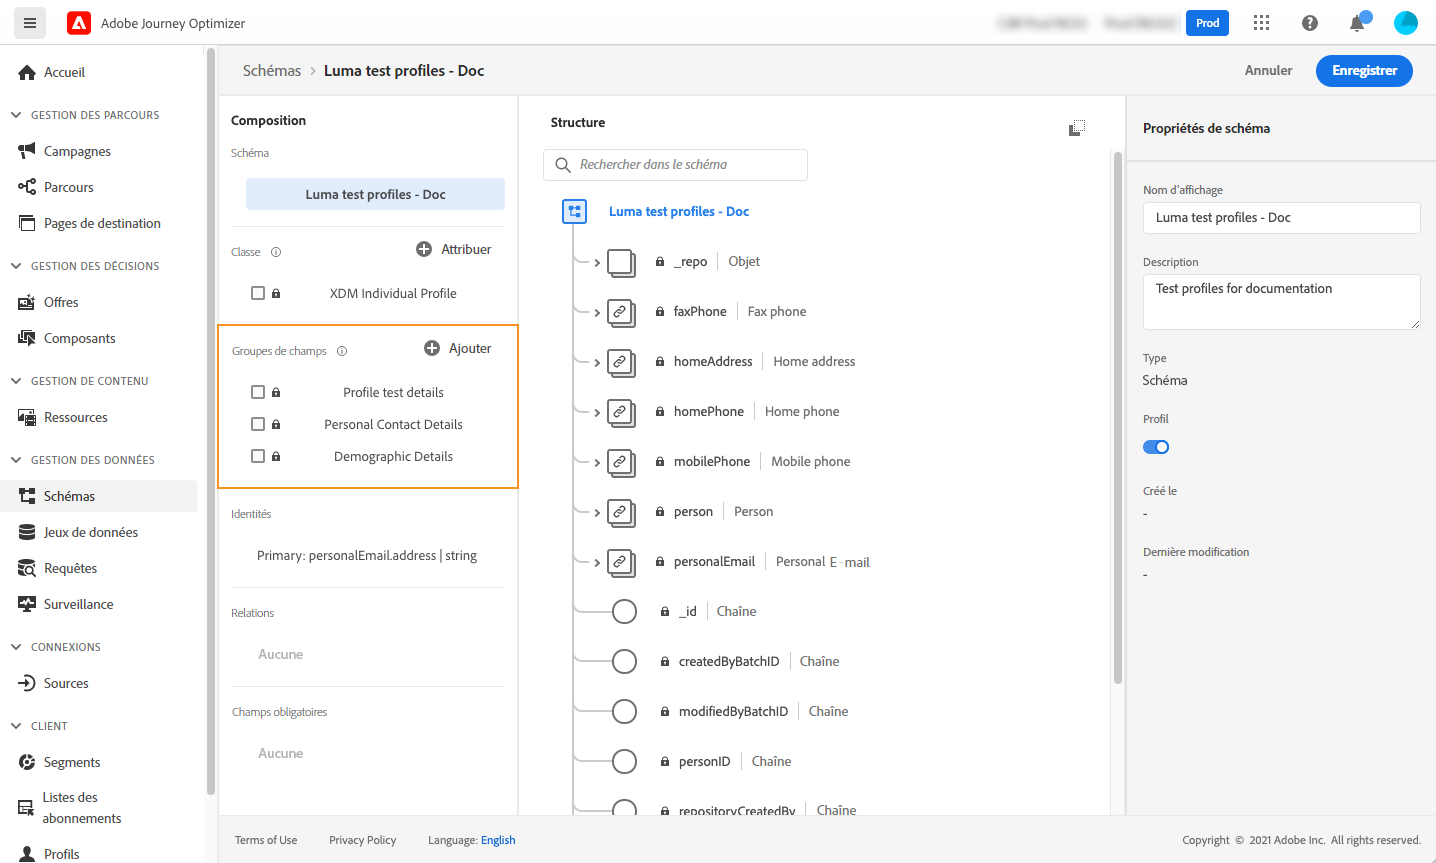 Adobe Journey Optimizer
Prod
Accueil
GESTION DES PARCOURS
Campagnes
Parcours
Pages de destination
GESTION DES DÉCISIONS
Offres
Composants
GESTION DE CONTENU
Ressources
GESTION DES DONNÉES
Schémas
Jeux de données
Requêtes
Surveillance
CONNEXIONS
Sources
CLIENT
Segments
Listes des
abonnements
Profils
Schémas > Luma test profiles - Doc
Annuler
Enregistrer
Composition
Schéma
Luma test profiles - Doc
Classe
Attribuer
XDM Individual Profile
Groupes de champs
Ajouter
Profile test details
Personal Contact Details
Demographic Details
Identités
Primary: personalEmail.address | string
Relations
Aucune
Champs obligatoires
Aucune
Structure
Rechercher dans le schéma
Luma test profiles - Doc
_repo | Objet
faxPhone | Fax phone
homeAddress | Home address
homePhone | Home phone
mobilePhone | Mobile phone
person | Person
personalEmail | Personal E-mail
_id | Chaîne
createdByBatchID | Chaîne
modifiedByBatchID | Chaîne
personID | Chaîne
repositoryCreatedBy | Chaîne
Propriétés de schéma
Nom d'affichage
Luma test profiles - Doc
Description
Test profiles for documentation
Type
Schéma
Profil
Créé le
-
Dernière modification
-
Terms of Use
Privacy Policy
Language: English
Copyright © 2021 Adobe Inc. All rights reserved.